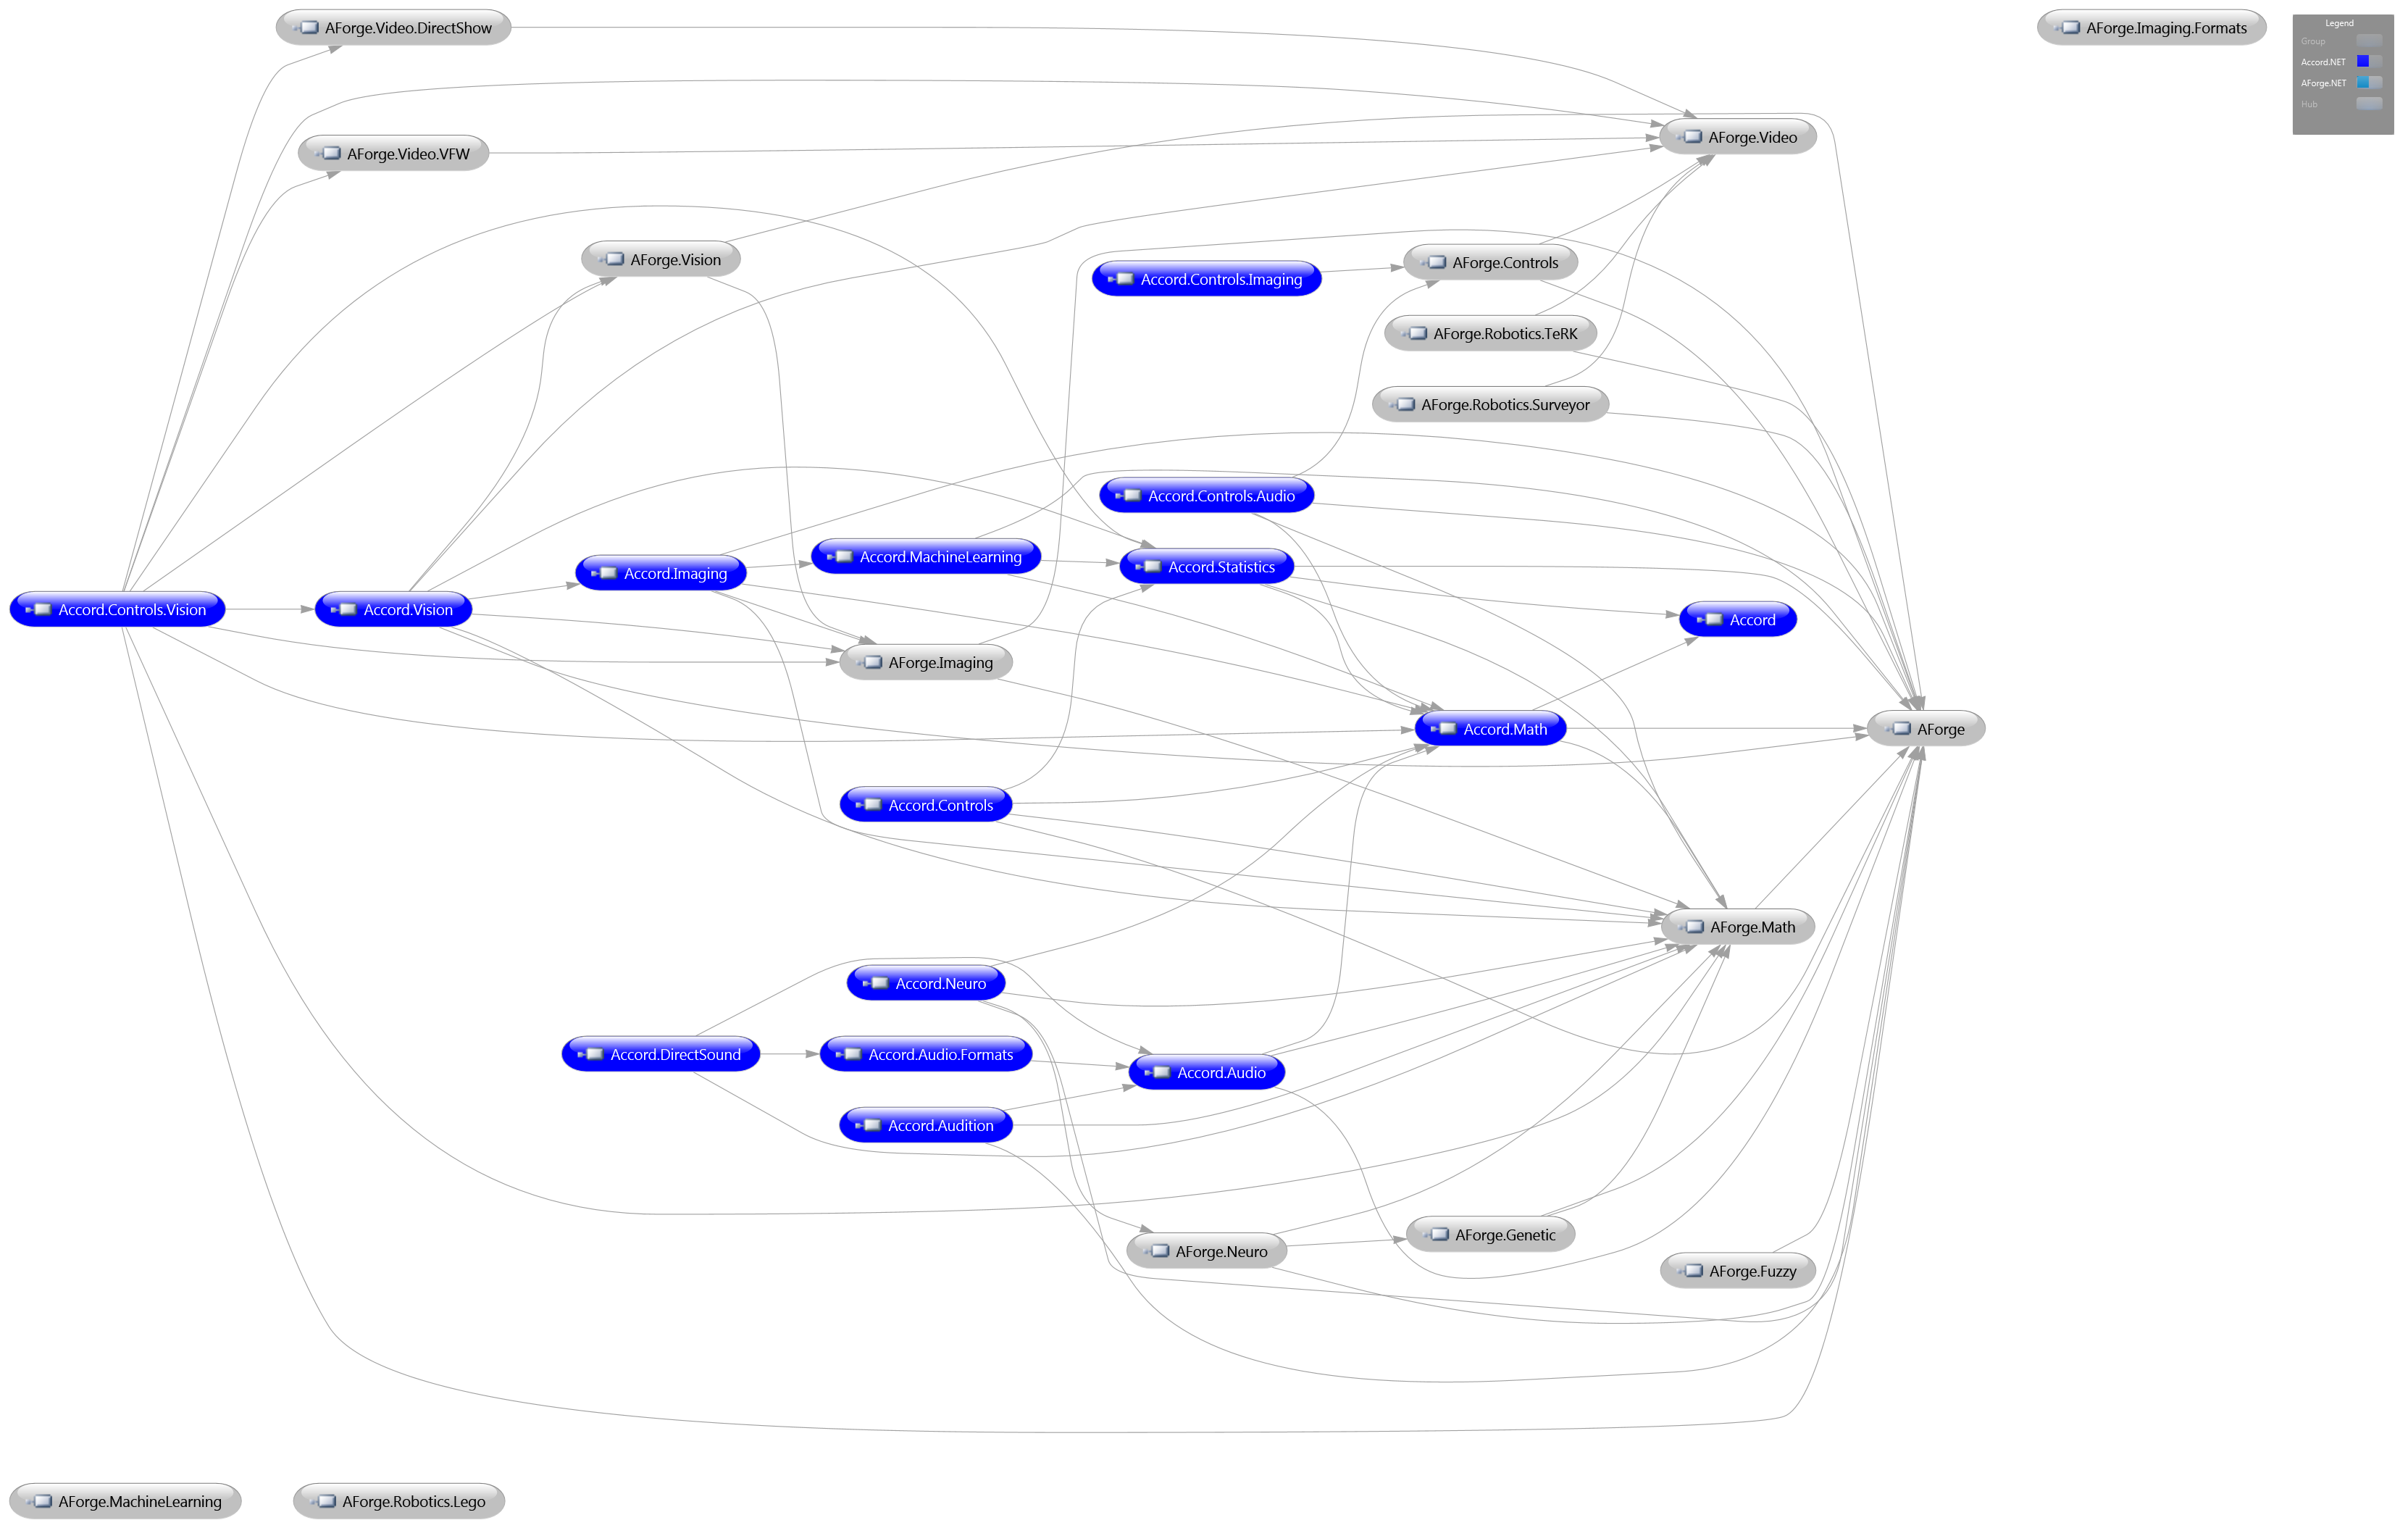 AForge.Video.DirectShow
AForge.Imaging.Formats
Legend
Group
Accord.NET
AForge.NET
Hub
AForge.Video
AForge.Video.VFW
AForge.Vision
AForge.Controls
Accord.Controls.Imaging
AForge.Robotics.TeRK
AForge.Robotics.Surveyor
Accord.Controls.Audio
Accord.MachineLearning
Accord.Statistics
Accord.Imaging
Accord.Controls.Vision
Accord.Vision
Accord
AForge.Imaging
Accord.Math
AForge
Accord.Controls
AForge.Math
Accord.Neuro
Accord.DirectSound
Accord.Audio.Formats
Accord.Audio
Accord.Audition
AForge.Genetic
AForge.Neuro
AForge.Fuzzy
AForge.MachineLearning
AForge.Robotics.Lego